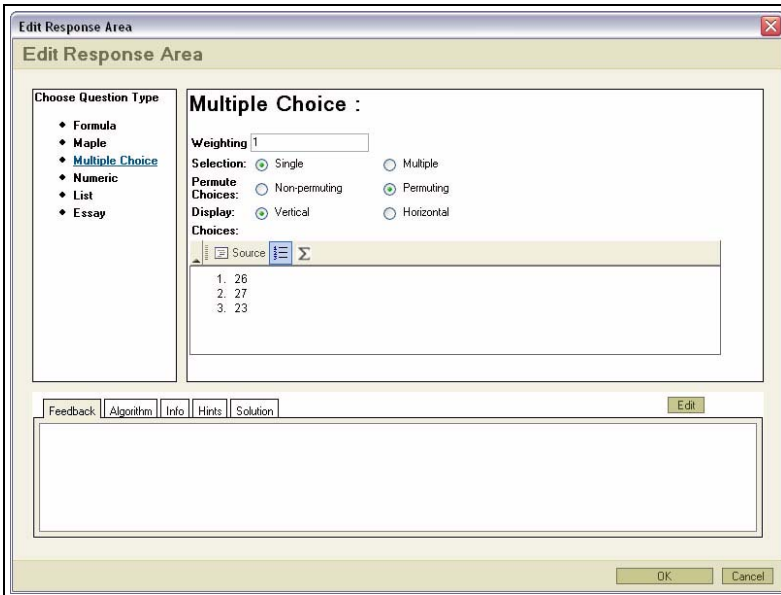 Edit Response Area
Edit Response Area
Choose Question Type
Formula
Maple
Multiple Choice
Numeric
List
Essay
Multiple Choice :
Weighting 1
Selection: Single Multiple
Permute Choices: Non-permuting Permuting
Display: Vertical Horizontal
Choices:
Source Σ
1. 26
2. 27
3. 23
Feedback Algorithm Info Hints Solution Edit
OK Cancel